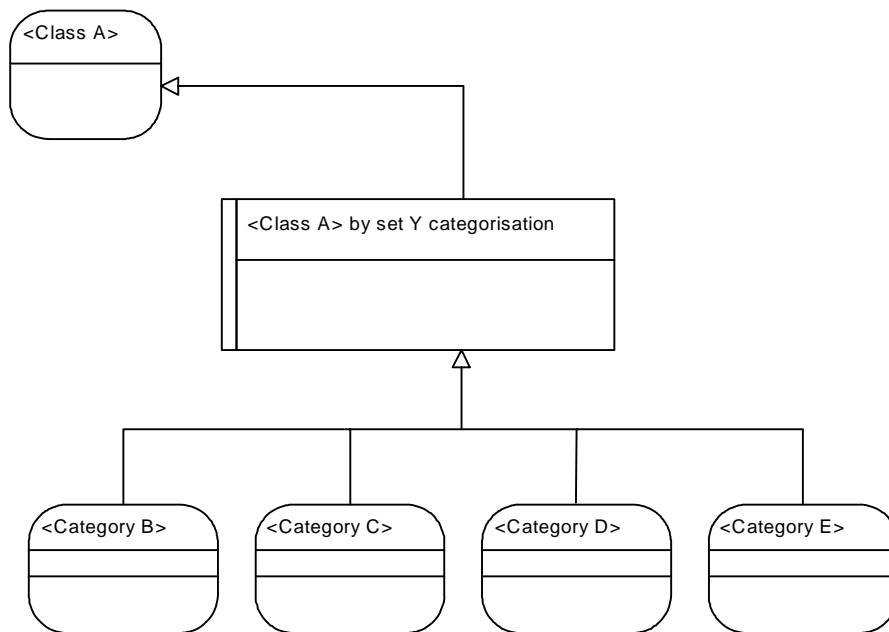 <Class A>
<Class A> by set Y categorisation
<Category B>
<Category C>
<Category D>
<Category E>